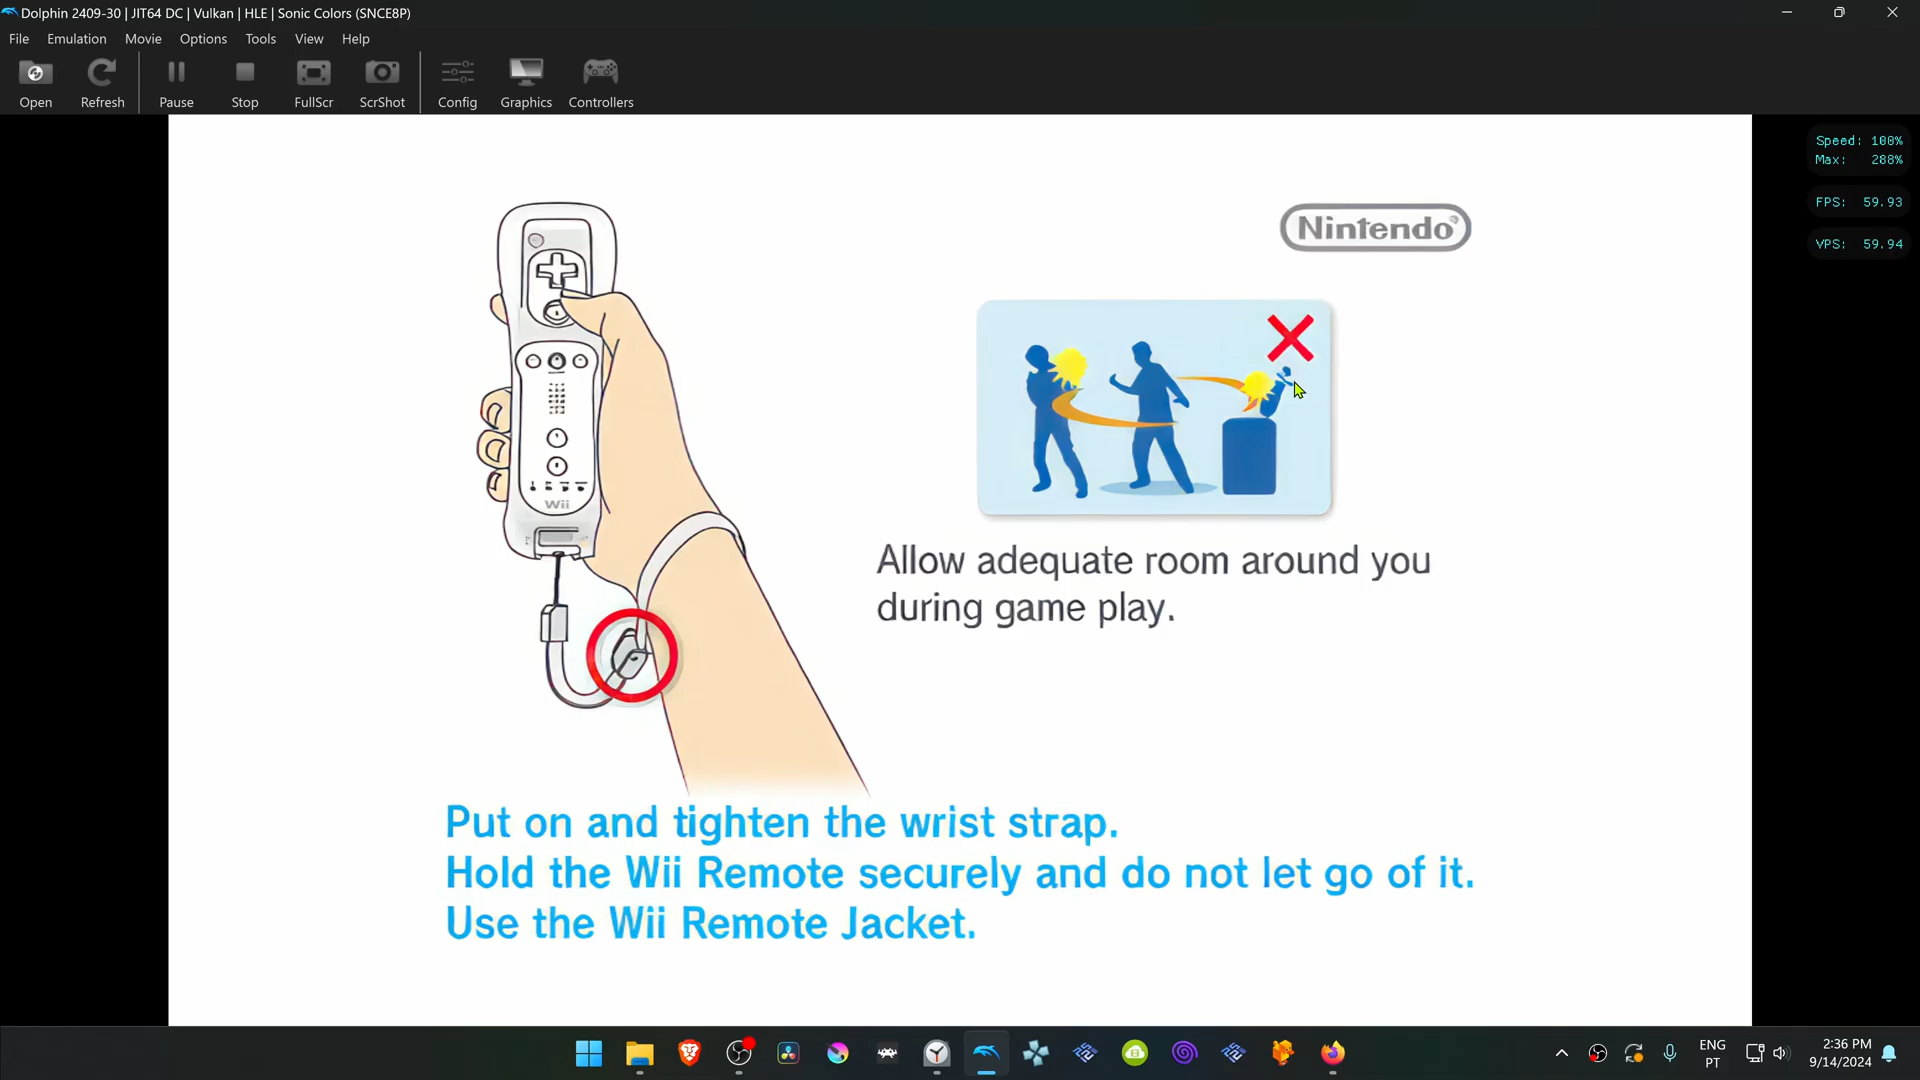 Dolphin 2409-30 | JIT64 DC | Vulkan | HLE | Sonic Colors (SNCE8P)
File Emulation Movie Options Tools View Help
Open Refresh Pause Stop FullScr ScrShot Config Graphics Controllers
Speed: 100%
Max: 288%
FPS: 59.93
VPS: 59.94
Nintendo®
Wii
Allow adequate room around you
during game play.
Put on and tighten the wrist strap.
Hold the Wii Remote securely and do not let go of it.
Use the Wii Remote Jacket.
ENG
PT
2:36 PM
9/14/2024